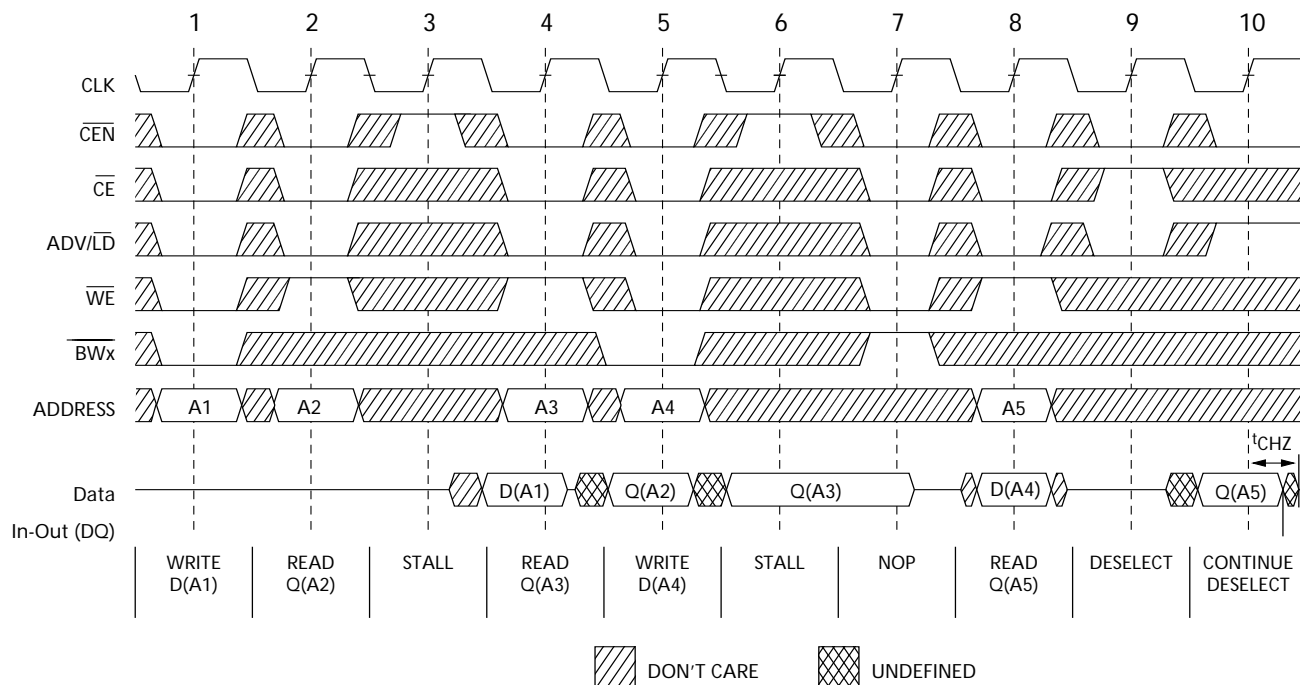 1 2 3 4 5 6 7 8 9 10
CLK
CEN
CE
ADV/LD
WE
BWx
ADDRESS A1 A2 A3 A4 A5
tCHZ
Data D(A1) Q(A2) Q(A3) D(A4) Q(A5)
In-Out (DQ)
WRITE READ STALL READ WRITE STALL NOP READ DESELECT CONTINUE
D(A1) Q(A2) Q(A3) D(A4) Q(A5) DESELECT
DON'T CARE UNDEFINED